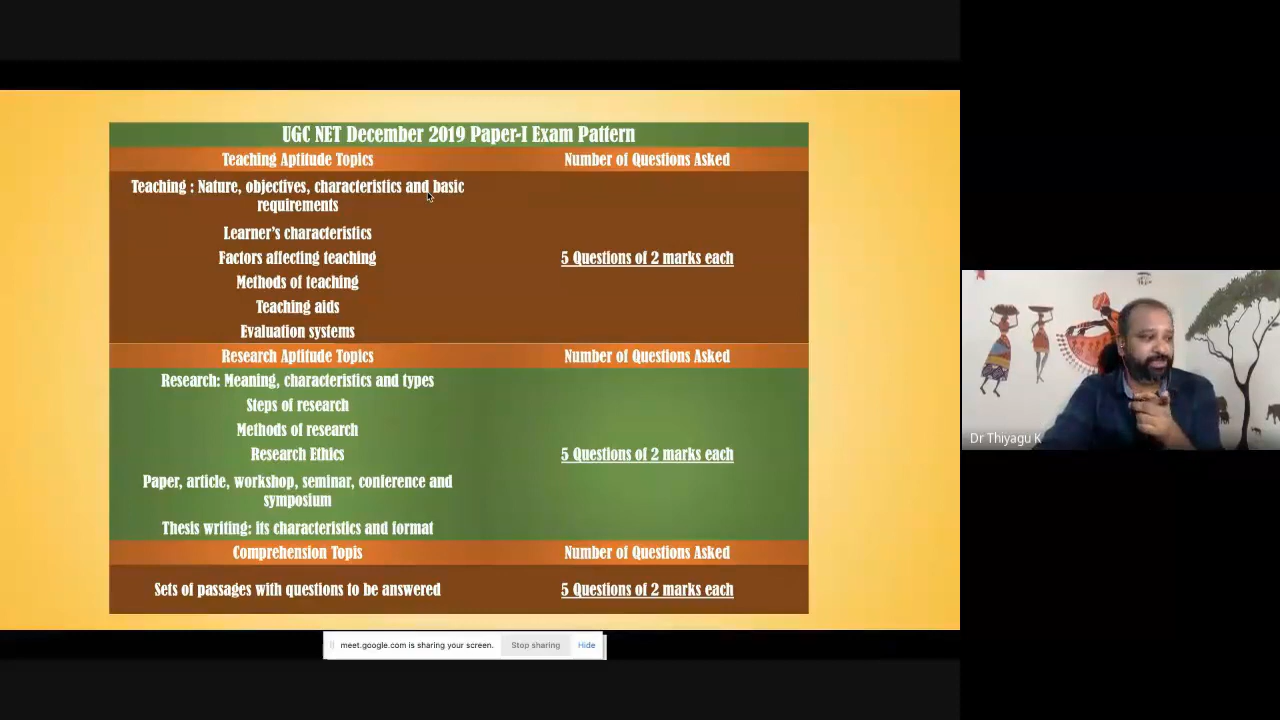 UGC NET December 2019 Paper-I Exam Pattern
Teaching Aptitude Topics Number of Questions Asked
Teaching : Nature, objectives, characteristics and basic
requirements
Learner's characteristics
Factors affecting teaching 5 Questions of 2 marks each
Methods of teaching
Teaching aids
Evaluation systems
Research Aptitude Topics Number of Questions Asked
Research: Meaning, characteristics and types
Steps of research
Methods of research
Research Ethics 5 Questions of 2 marks each
Paper, article, workshop, seminar, conference and
symposium
Thesis writing: its characteristics and format
Comprehension Topis Number of Questions Asked
Sets of passages with questions to be answered 5 Questions of 2 marks each
meet.google.com is sharing your screen. Stop sharing Hide
Dr Thiyagu K